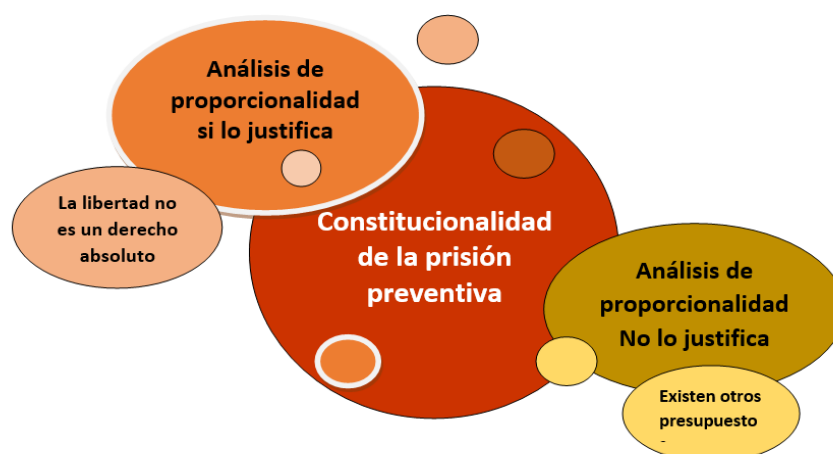 Análisis de
proporcionalidad
si lo justifica
La libertad no
es un derecho
absoluto
Constitucionalidad
de la prisión
preventiva
Análisis de
proporcionalidad
No lo justifica
Existen otros
presupuesto